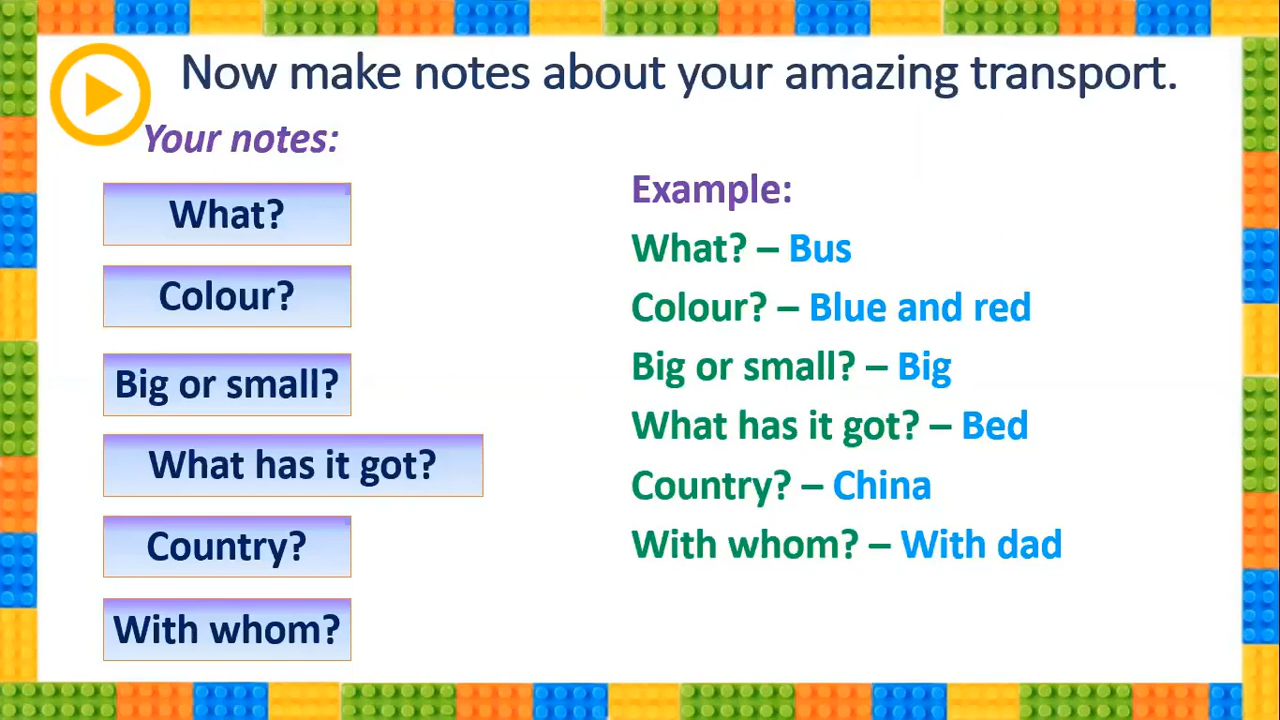 Now make notes about your amazing transport.
Your notes:
What?
Colour?
Big or small?
What has it got?
Country?
With whom?
Example:
What? – Bus
Colour? – Blue and red
Big or small? – Big
What has it got? – Bed
Country? – China
With whom? – With dad